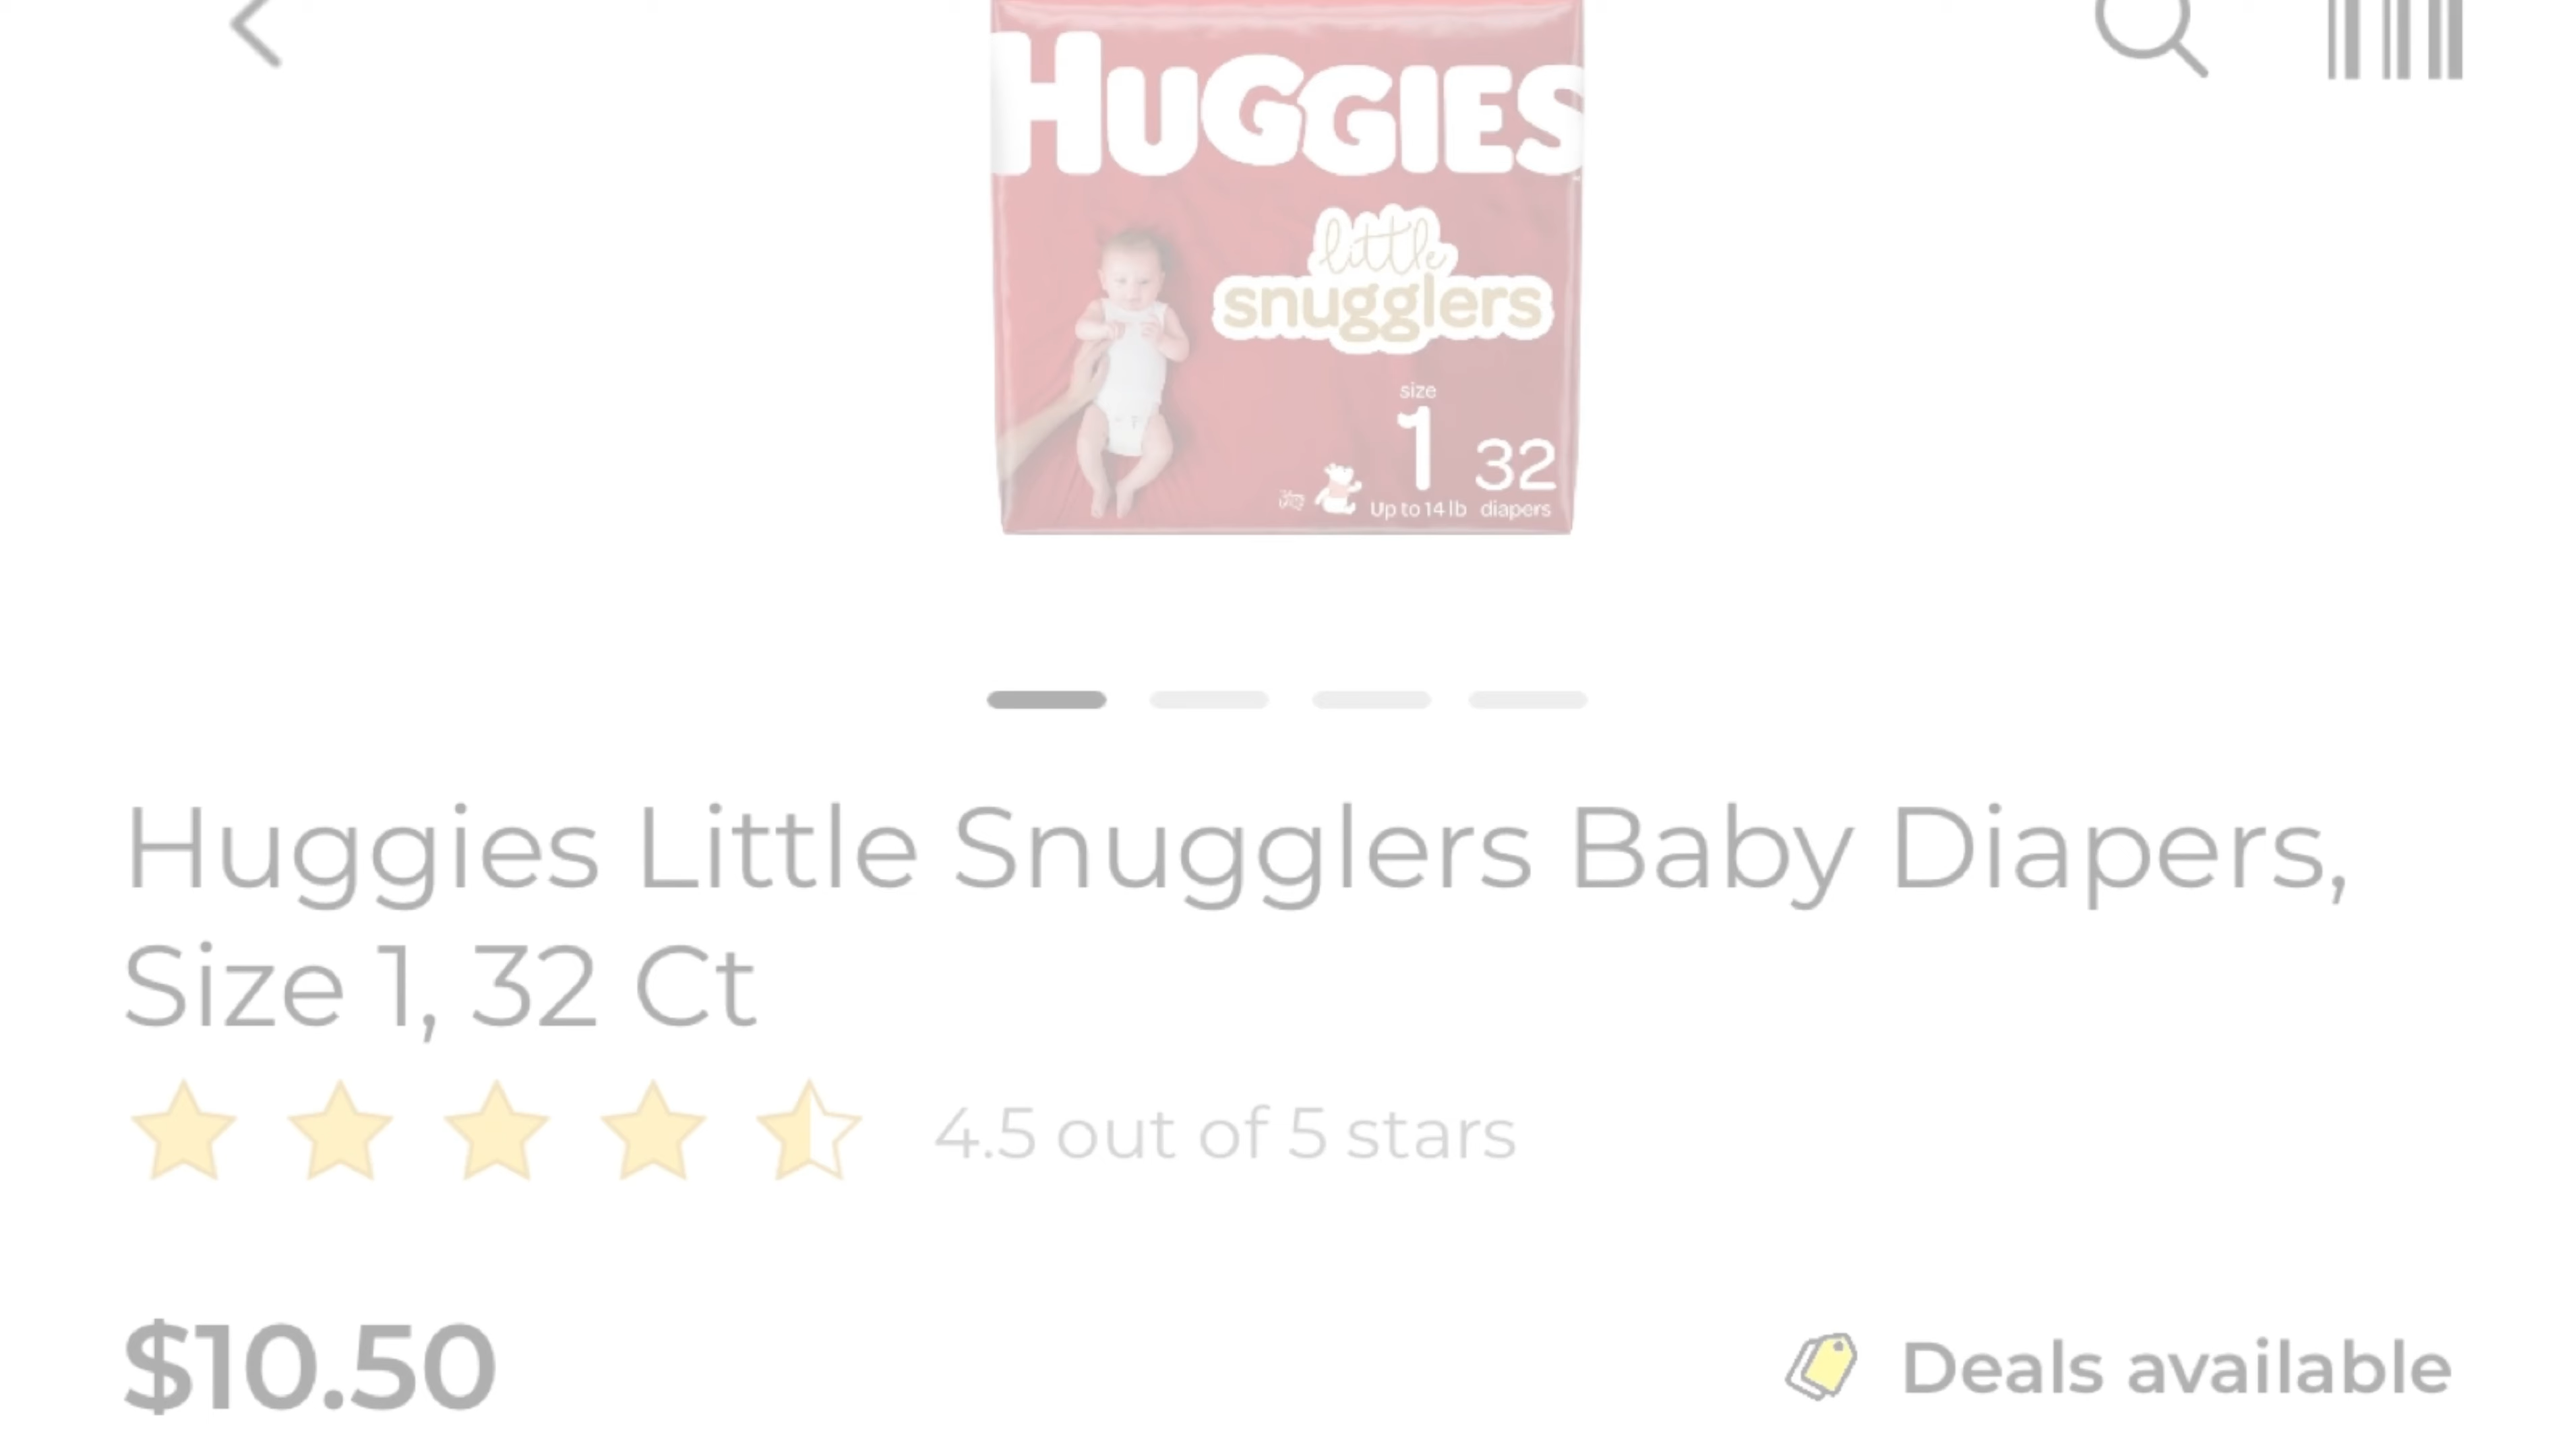 HUGGIES
little
snugglers
size
1 32
Up to 14 lb diapers
Huggies Little Snugglers Baby Diapers,
Size 1, 32 Ct
4.5 out of 5 stars
$10.50
Deals available